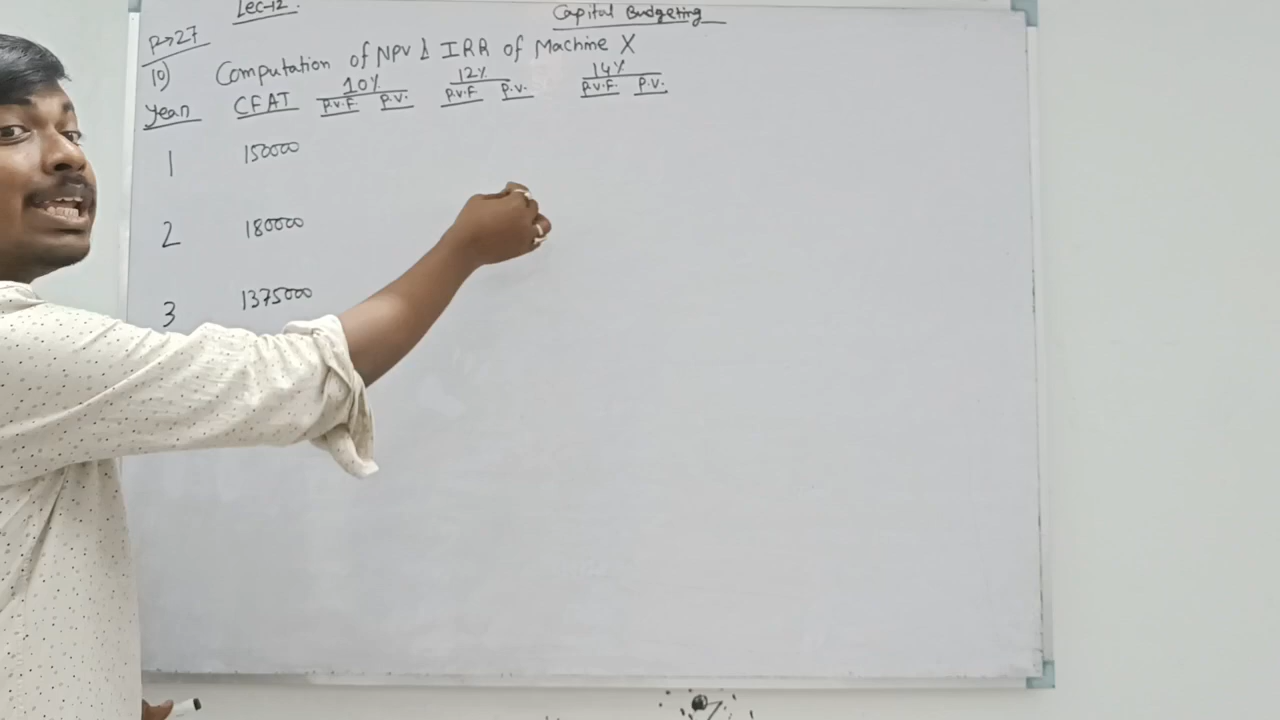 Lec-12.
Capital Budgeting
P→27
10) Computation of NPV & IRR of Machine X
10% 12% 14%
Year CFAT P.V.F P.V. P.V.F P.V. P.V.F P.V.
1 150000
2 180000
3 1375000